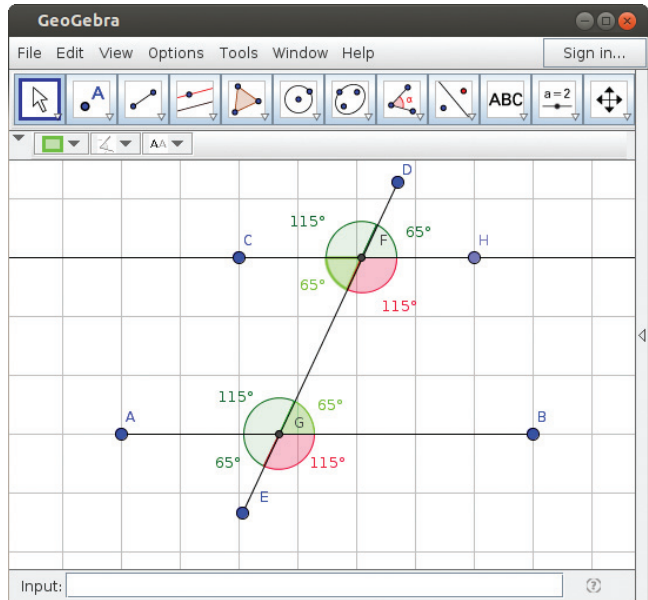 GeoGebra
File Edit View Options Tools Window Help Sign in...
A α ABC a=2
AA
D
115° F 65°
C H
65° 115°
115° G 65°
A B
65° 115°
E
Input: